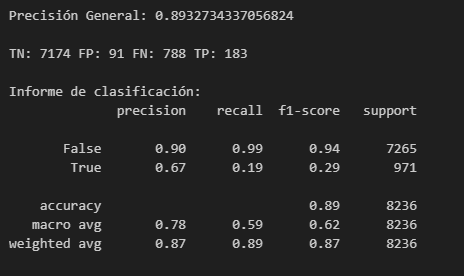 Precisión General: 0.8932734337056824
TN: 7174 FP: 91 FN: 788 TP: 183
Informe de clasificación:
precision recall f1-score support
False 0.90 0.99 0.94 7265
True 0.67 0.19 0.29 971
accuracy 0.89 8236
macro avg 0.78 0.59 0.62 8236
weighted avg 0.87 0.89 0.87 8236